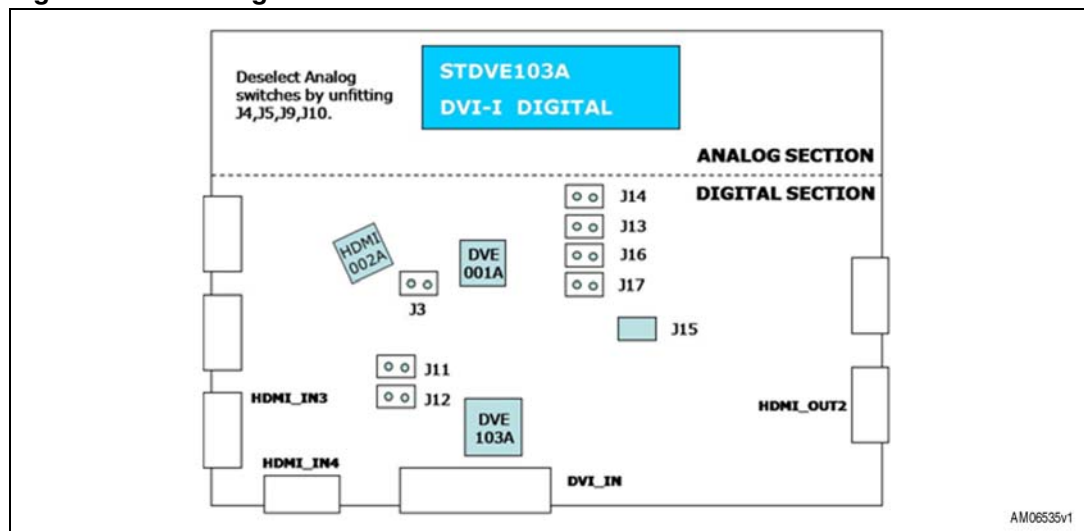 Deselect Analog
switches by unfitting
J4,J5,J9,J10.
STDVE103A
DVI-I DIGITAL
ANALOG SECTION
DIGITAL SECTION
J14
J13
J16
J17
HDMI
002A
DVE
001A
J3
J15
J11
J12
HDMI_IN3
DVE
103A
HDMI_OUT2
HDMI_IN4
DVI_IN
AM06535v1